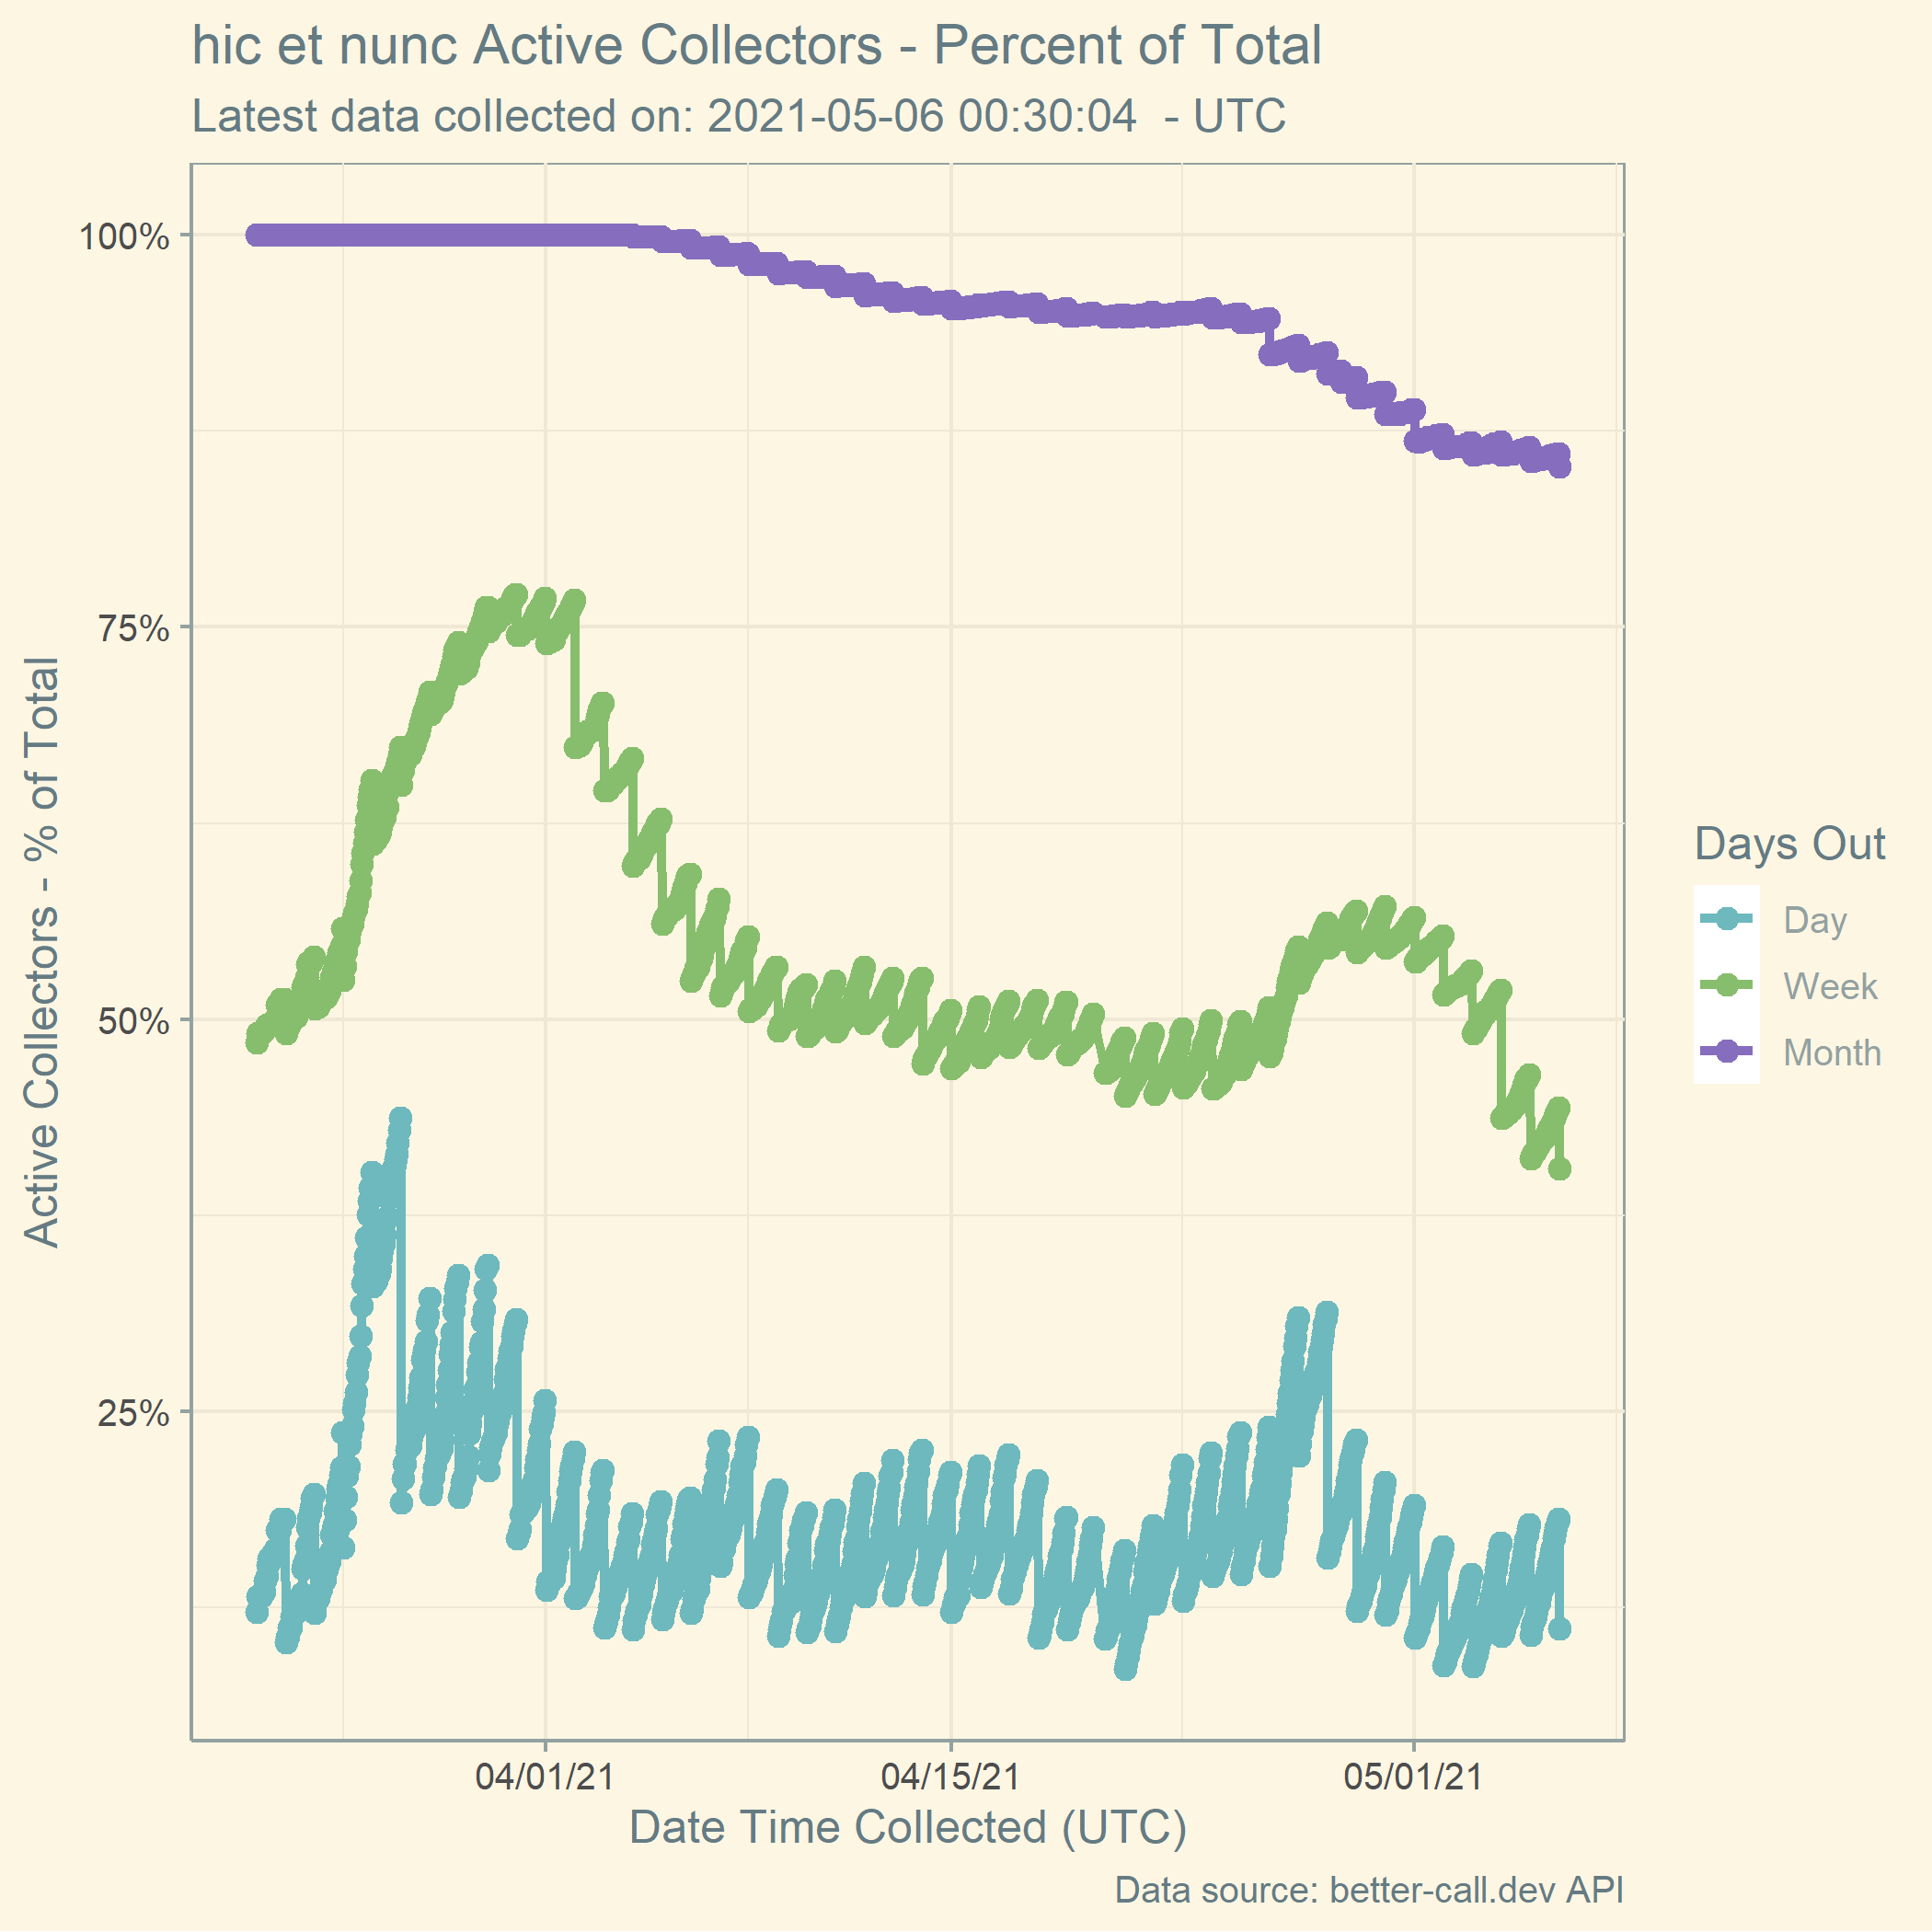 hic et nunc Active Collectors - Percent of Total
Latest data collected on: 2021-05-06 00:30:04  - UTC
Active Collectors - % of Total
100%
75%
50%
25%
04/01/21
04/15/21
05/01/21
Date Time Collected (UTC)
Days Out
Day
Week
Month
Data source: better-call.dev API